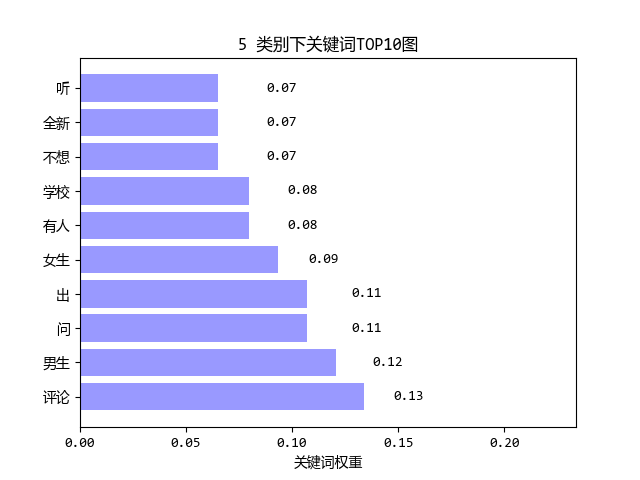 5 类别下关键词TOP10图
听 0.07
全新 0.07
不想 0.07
学校 0.08
有人 0.08
女生 0.09
出 0.11
问 0.11
男生 0.12
评论 0.13
0.00 0.05 0.10 0.15 0.20
关键词权重